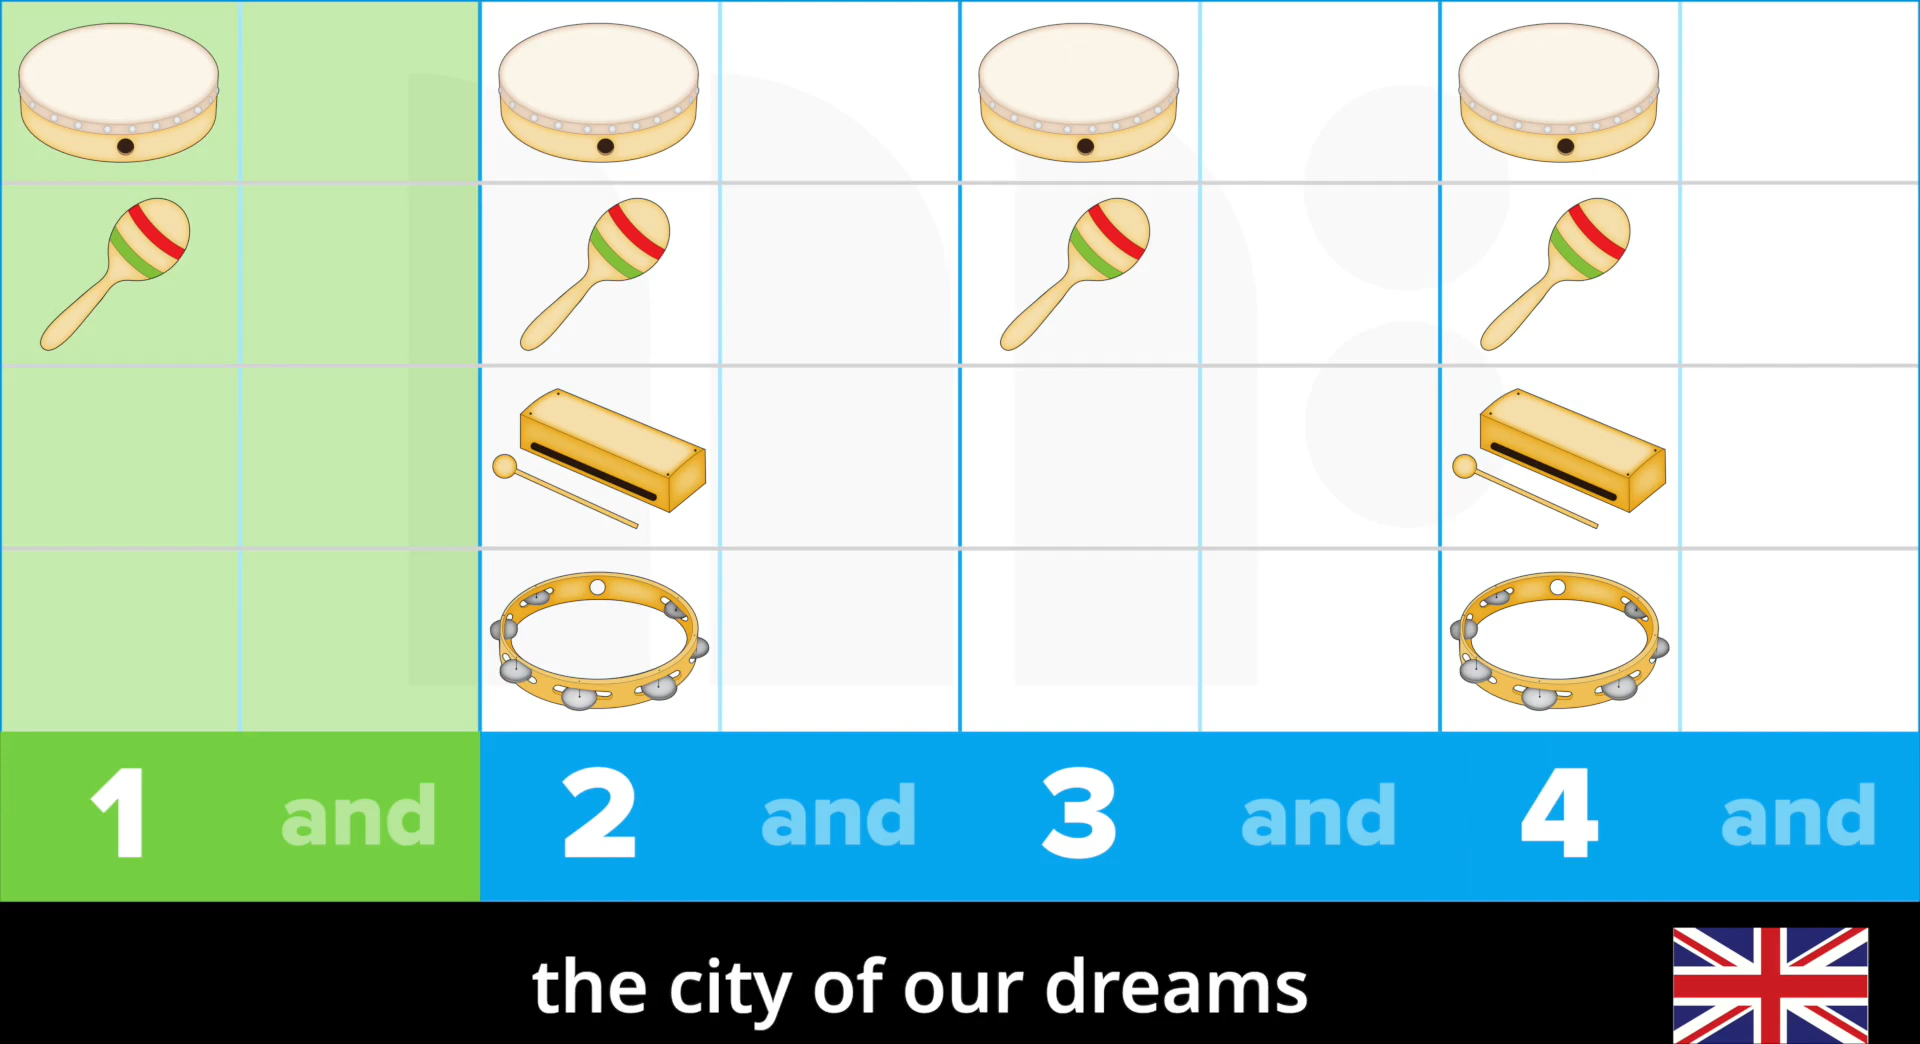 1 and 2 and 3 and 4 and
the city of our dreams